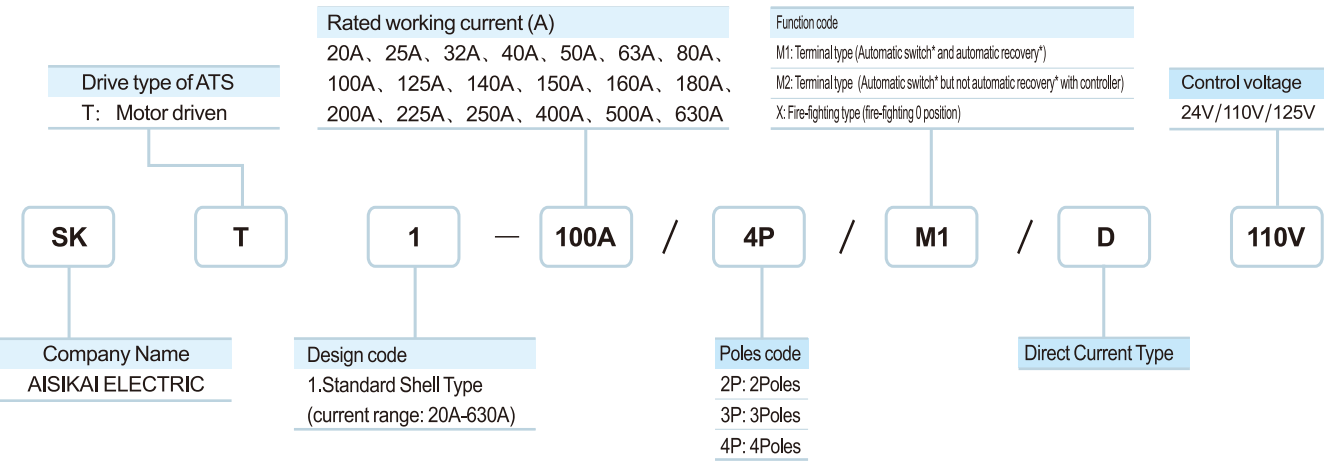 Rated working current (A)
20A、25A、32A、40A、50A、63A、80A、
100A、125A、140A、150A、160A、180A、
200A、225A、250A、400A、500A、630A
Function code
M1: Terminal type (Automatic switch* and automatic recovery*)
M2: Terminal type (Automatic switch* but not automatic recovery* with controller)
X: Fire-fighting type (fire-fighting 0 position)
Drive type of ATS
T: Motor driven
Control voltage
24V/110V/125V
SK T 1 — 100A / 4P / M1 / D 110V
Company Name
AISIKAI ELECTRIC
Design code
1.Standard Shell Type
(current range: 20A-630A)
Poles code
2P: 2Poles
3P: 3Poles
4P: 4Poles
Direct Current Type